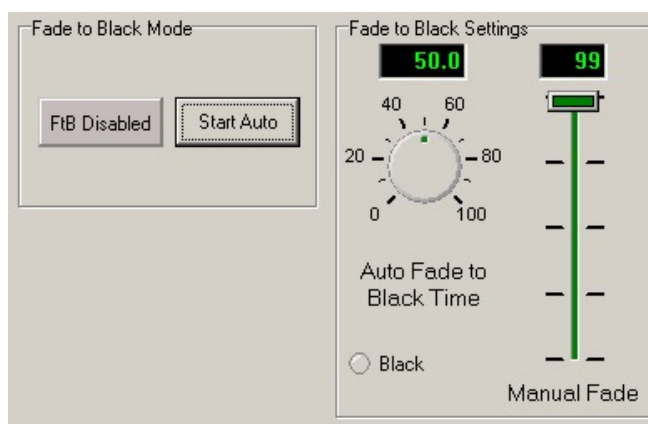 Fade to Black Mode
FtB Disabled
Start Auto
Fade to Black Settings
50.0
99
40 60
20 80
0 100
Auto Fade to
Black Time
Black
Manual Fade